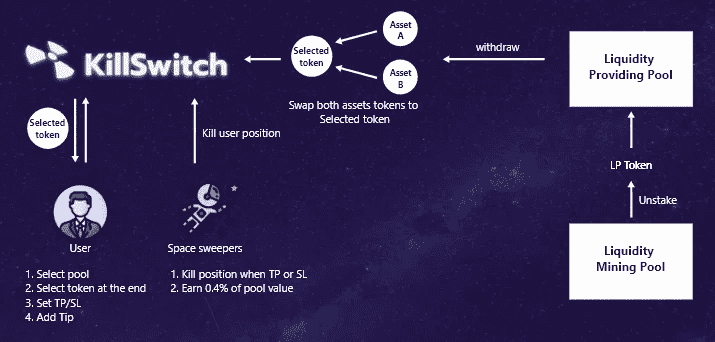 KillSwitch
Selected
token
Asset
A
Asset
B
withdraw
Liquidity
Providing Pool
Swap both assets tokens to
Selected token
Selected
token
Kill user position
LP Token
Unstake
Liquidity
Mining Pool
User
1. Select pool
2. Select token at the end
3. Set TP/SL
4. Add Tip
Space sweepers
1. Kill position when TP or SL
2. Earn 0.4% of pool value